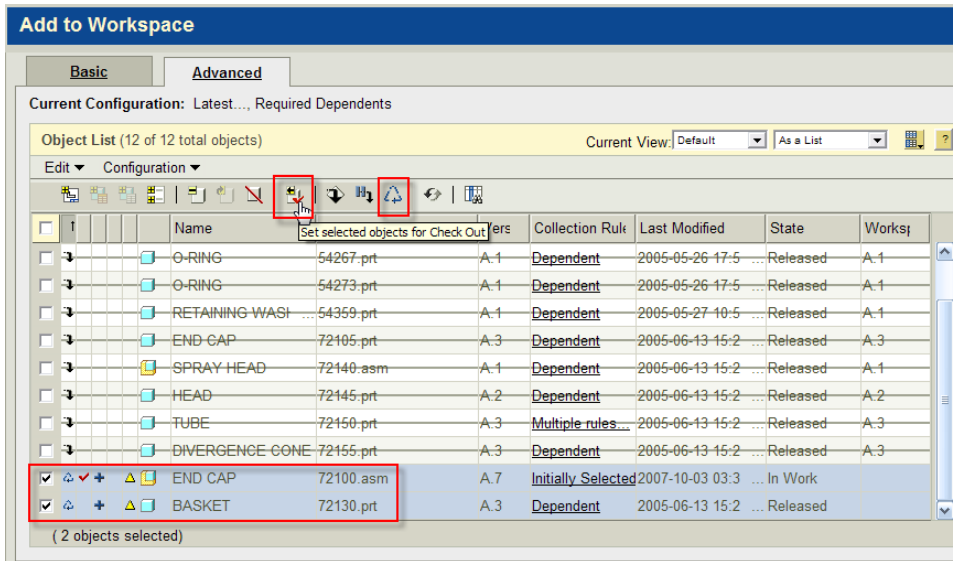 Add to Workspace
Basic Advanced
Current Configuration: Latest..., Required Dependents
Object List (12 of 12 total objects) Current View: Default As a List ?
Edit Configuration
Set selected objects for Check Out
Name Vers Collection Rule Last Modified State Worksp
O-RING 54267.prt A.1 Dependent 2005-05-26 17:5 ... Released A.1
O-RING 54273.prt A.1 Dependent 2005-05-26 17:5 ... Released A.1
RETAINING WASH ... 54359.prt A.1 Dependent 2005-05-27 10:5 ... Released A.1
END CAP 72105.prt A.3 Dependent 2005-06-13 15:2 ... Released A.3
SPRAY HEAD 72140.asm A.1 Dependent 2005-06-13 15:2 ... Released A.1
HEAD 72145.prt A.2 Dependent 2005-06-13 15:2 ... Released A.2
TUBE 72150.prt A.3 Multiple rules... 2005-06-13 15:2 ... Released A.3
DIVERGENCE CONE 72155.prt A.3 Dependent 2005-06-13 15:2 ... Released A.3
END CAP 72100.asm A.7 Initially Selected 2007-10-03 03:3 ... In Work
BASKET 72130.prt A.3 Dependent 2005-06-13 15:2 ... Released
( 2 objects selected)